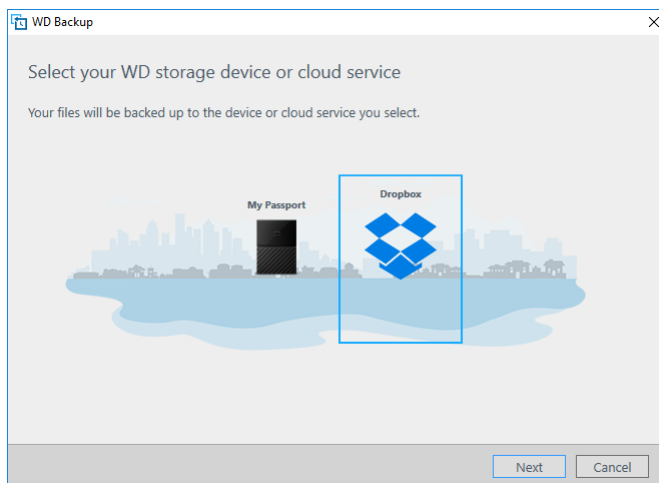 WD Backup
Select your WD storage device or cloud service
Your files will be backed up to the device or cloud service you select.
My Passport
Dropbox
Next
Cancel